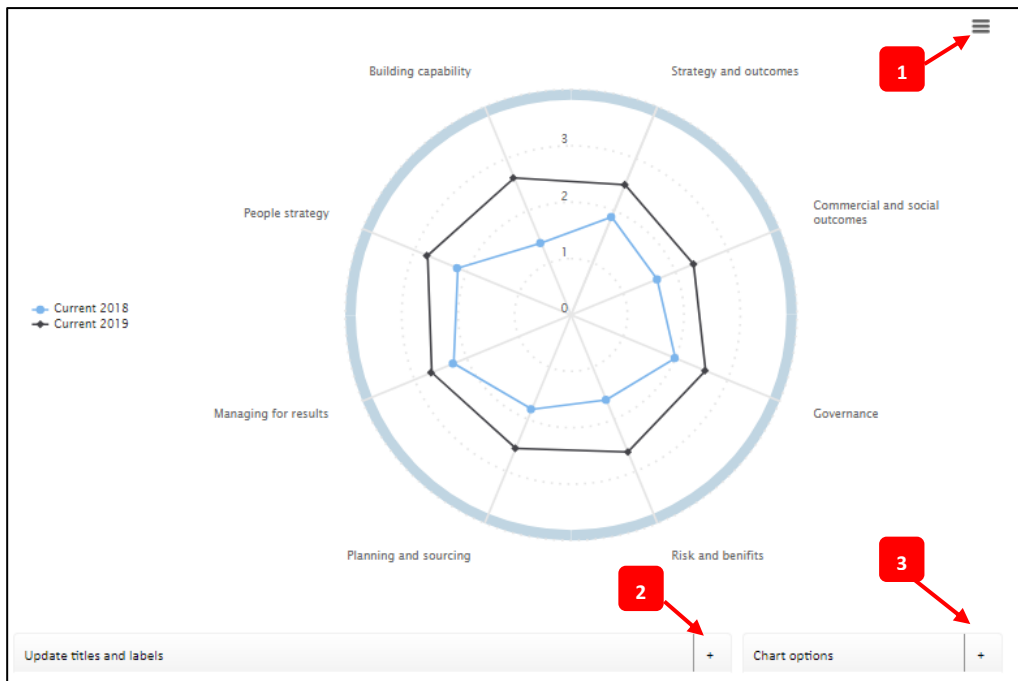 1
Building capability
Strategy and outcomes
3
2
People strategy
Commercial and social
outcomes
1
Current 2018
Current 2019
0
Managing for results
Governance
Planning and sourcing
Risk and benifits
2
3
Update titles and labels +
Chart options +